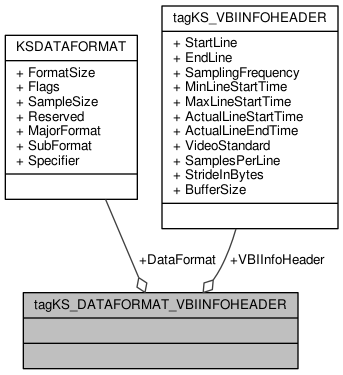 KSDATAFORMAT
+ FormatSize
+ Flags
+ SampleSize
+ Reserved
+ MajorFormat
+ SubFormat
+ Specifier
tagKS_VBIINFOHEADER
+ StartLine
+ EndLine
+ SamplingFrequency
+ MinLineStartTime
+ MaxLineStartTime
+ ActualLineStartTime
+ ActualLineEndTime
+ VideoStandard
+ SamplesPerLine
+ StrideInBytes
+ BufferSize
+DataFormat
+VBIInfoHeader
tagKS_DATAFORMAT_VBIINFOHEADER